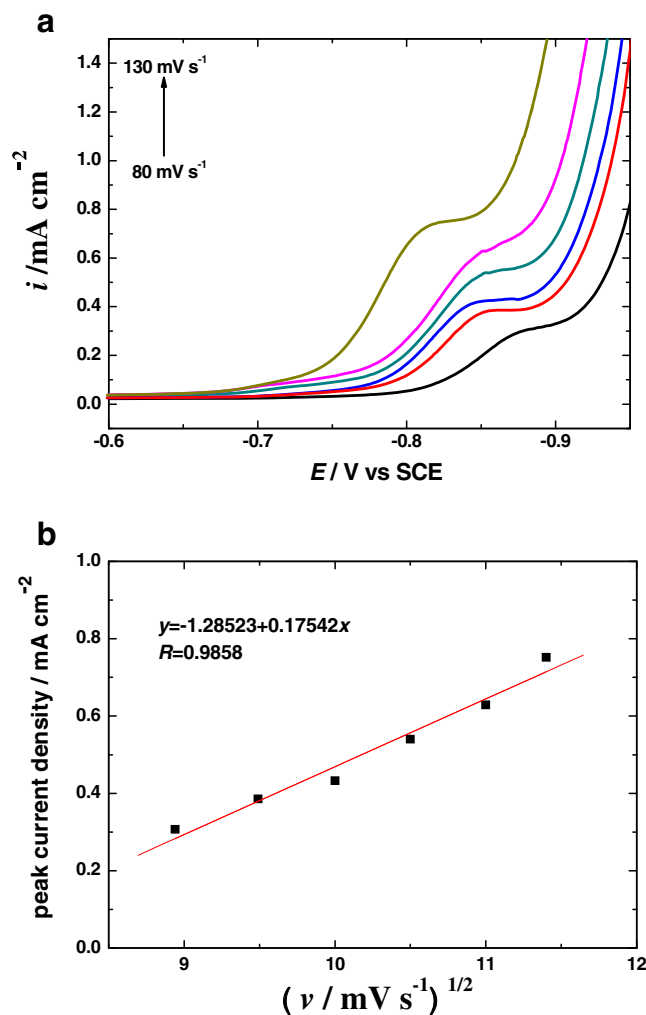 a
1.4
1.2
1.0
0.8
0.6
0.4
0.2
0.0
i /mA cm⁻²
130 mV s⁻¹
80 mV s⁻¹
-0.6 -0.7 -0.8 -0.9
E / V vs SCE
b
1.0
0.8
0.6
0.4
0.2
0.0
peak current density / mA cm⁻²
y=-1.28523+0.17542x
R=0.9858
9 10 11 12
( v / mV s⁻¹) ¹/²